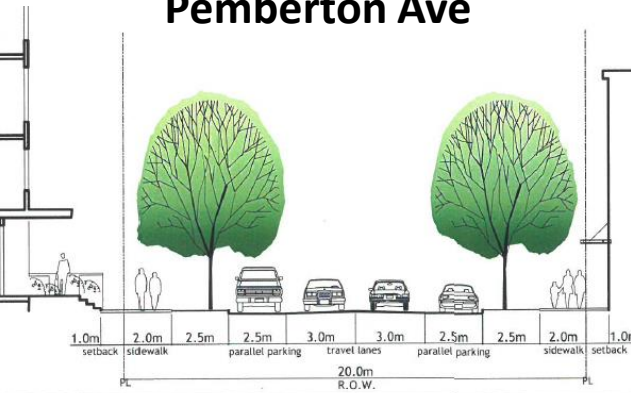 Pemberton Ave
1.0m 2.0m 2.5m 2.5m 3.0m 3.0m 2.5m 2.5m 2.0m 1.0m
setback sidewalk parallel parking travel lanes parallel parking sidewalk setback
20.0m
PL R.O.W. PL